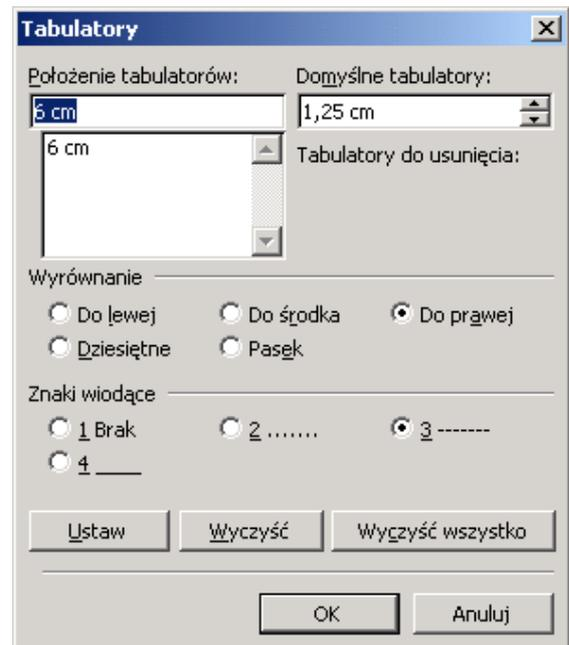 Tabulatory
Położenie tabulatorów: Domyślne tabulatory:
6 cm 1,25 cm
6 cm
Tabulatory do usunięcia:
Wyrównanie
Do lewej Do środka Do prawej
Dziesiętne Pasek
Znaki wiodące
1 Brak 2 ....... 3 -------
4 ____
Ustaw Wyczyść Wyczyść wszystko
OK Anuluj